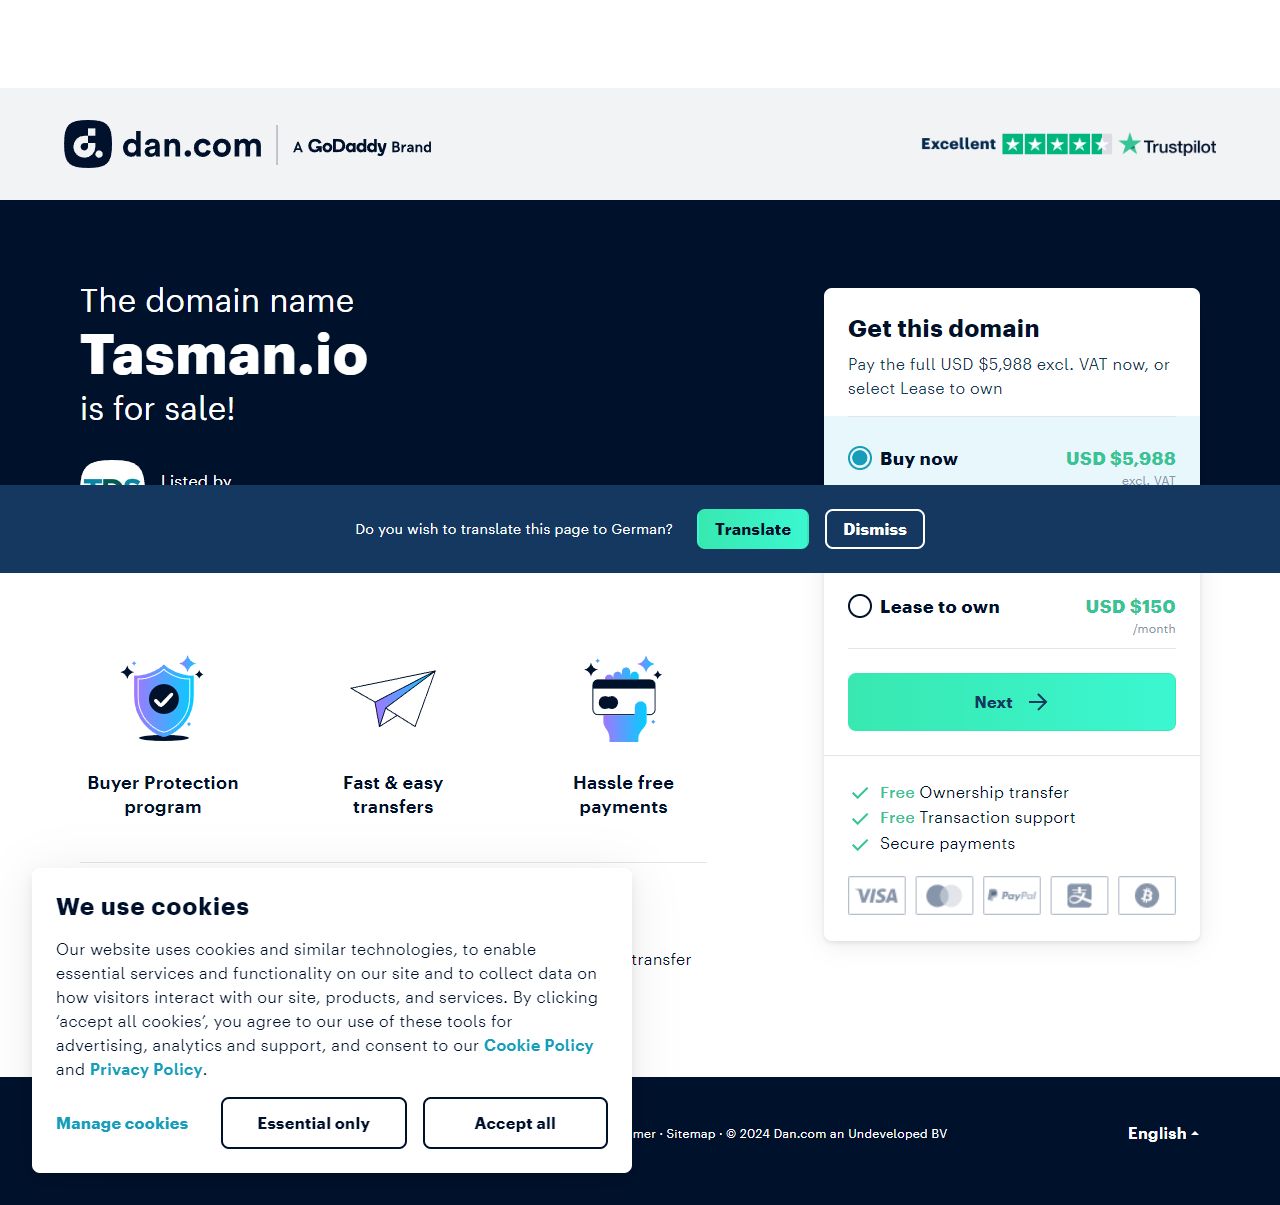 dan.com
A GoDaddy Brand
Excellent
Trustpilot
The domain name
Tasman.io
is for sale!
Listed by
Get this domain
Pay the full USD $5,988 excl. VAT now, or
select Lease to own
Buy now
USD $5,988
excl. VAT
Do you wish to translate this page to German?
Translate
Dismiss
Lease to own
USD $150
/month
Next
Buyer Protection
program
Fast & easy
transfers
Hassle free
payments
Free Ownership transfer
Free Transaction support
Secure payments
VISA
PayPal
transfer
We use cookies
Our website uses cookies and similar technologies, to enable
essential services and functionality on our site and to collect data on
how visitors interact with our site, products, and services. By clicking
‘accept all cookies’, you agree to our use of these tools for
advertising, analytics and support, and consent to our Cookie Policy
and Privacy Policy.
Manage cookies
Essential only
Accept all
mer · Sitemap · © 2024 Dan.com an Undeveloped BV
English